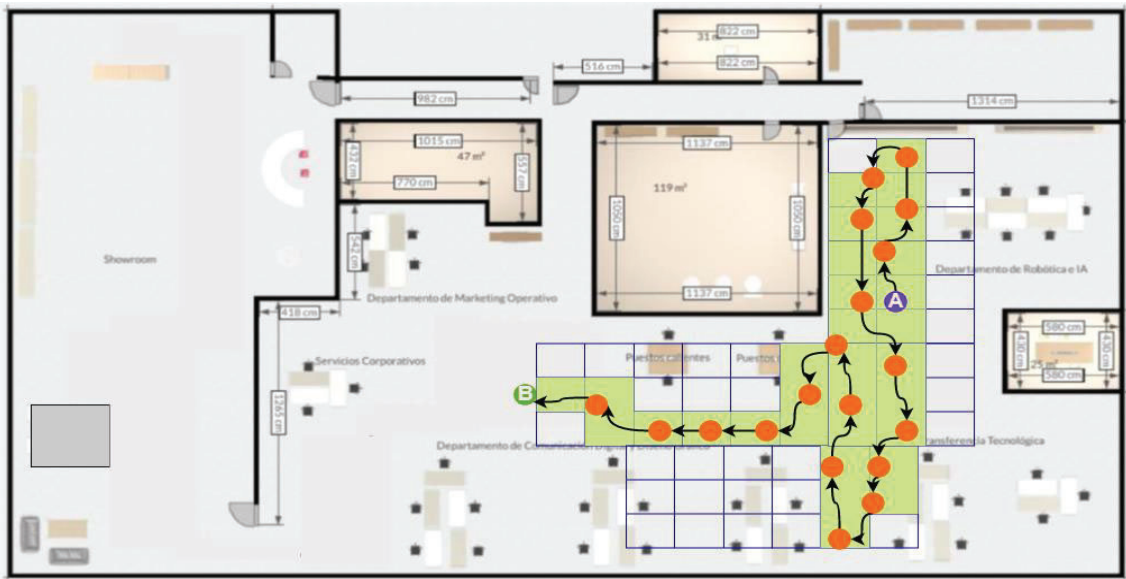 822 cm
31 m
822 cm
516 cm
982 cm
1314 cm
1015 cm
432 cm
47 m²
557 cm
770 cm
1137 cm
119 m²
1050 cm
1050 cm
1137 cm
542 cm
Showroom
Departamento de Marketing Operativo
418 cm
Departamento de Robótica e IA
A
580 cm
430 cm
430 cm
25 m²
580 cm
Servicios Corporativos
Puestos calientes
Puestos
B
1265 cm
Departamento de Comunicación Digital y Diseño Gráfico
ransferencia Tecnológica